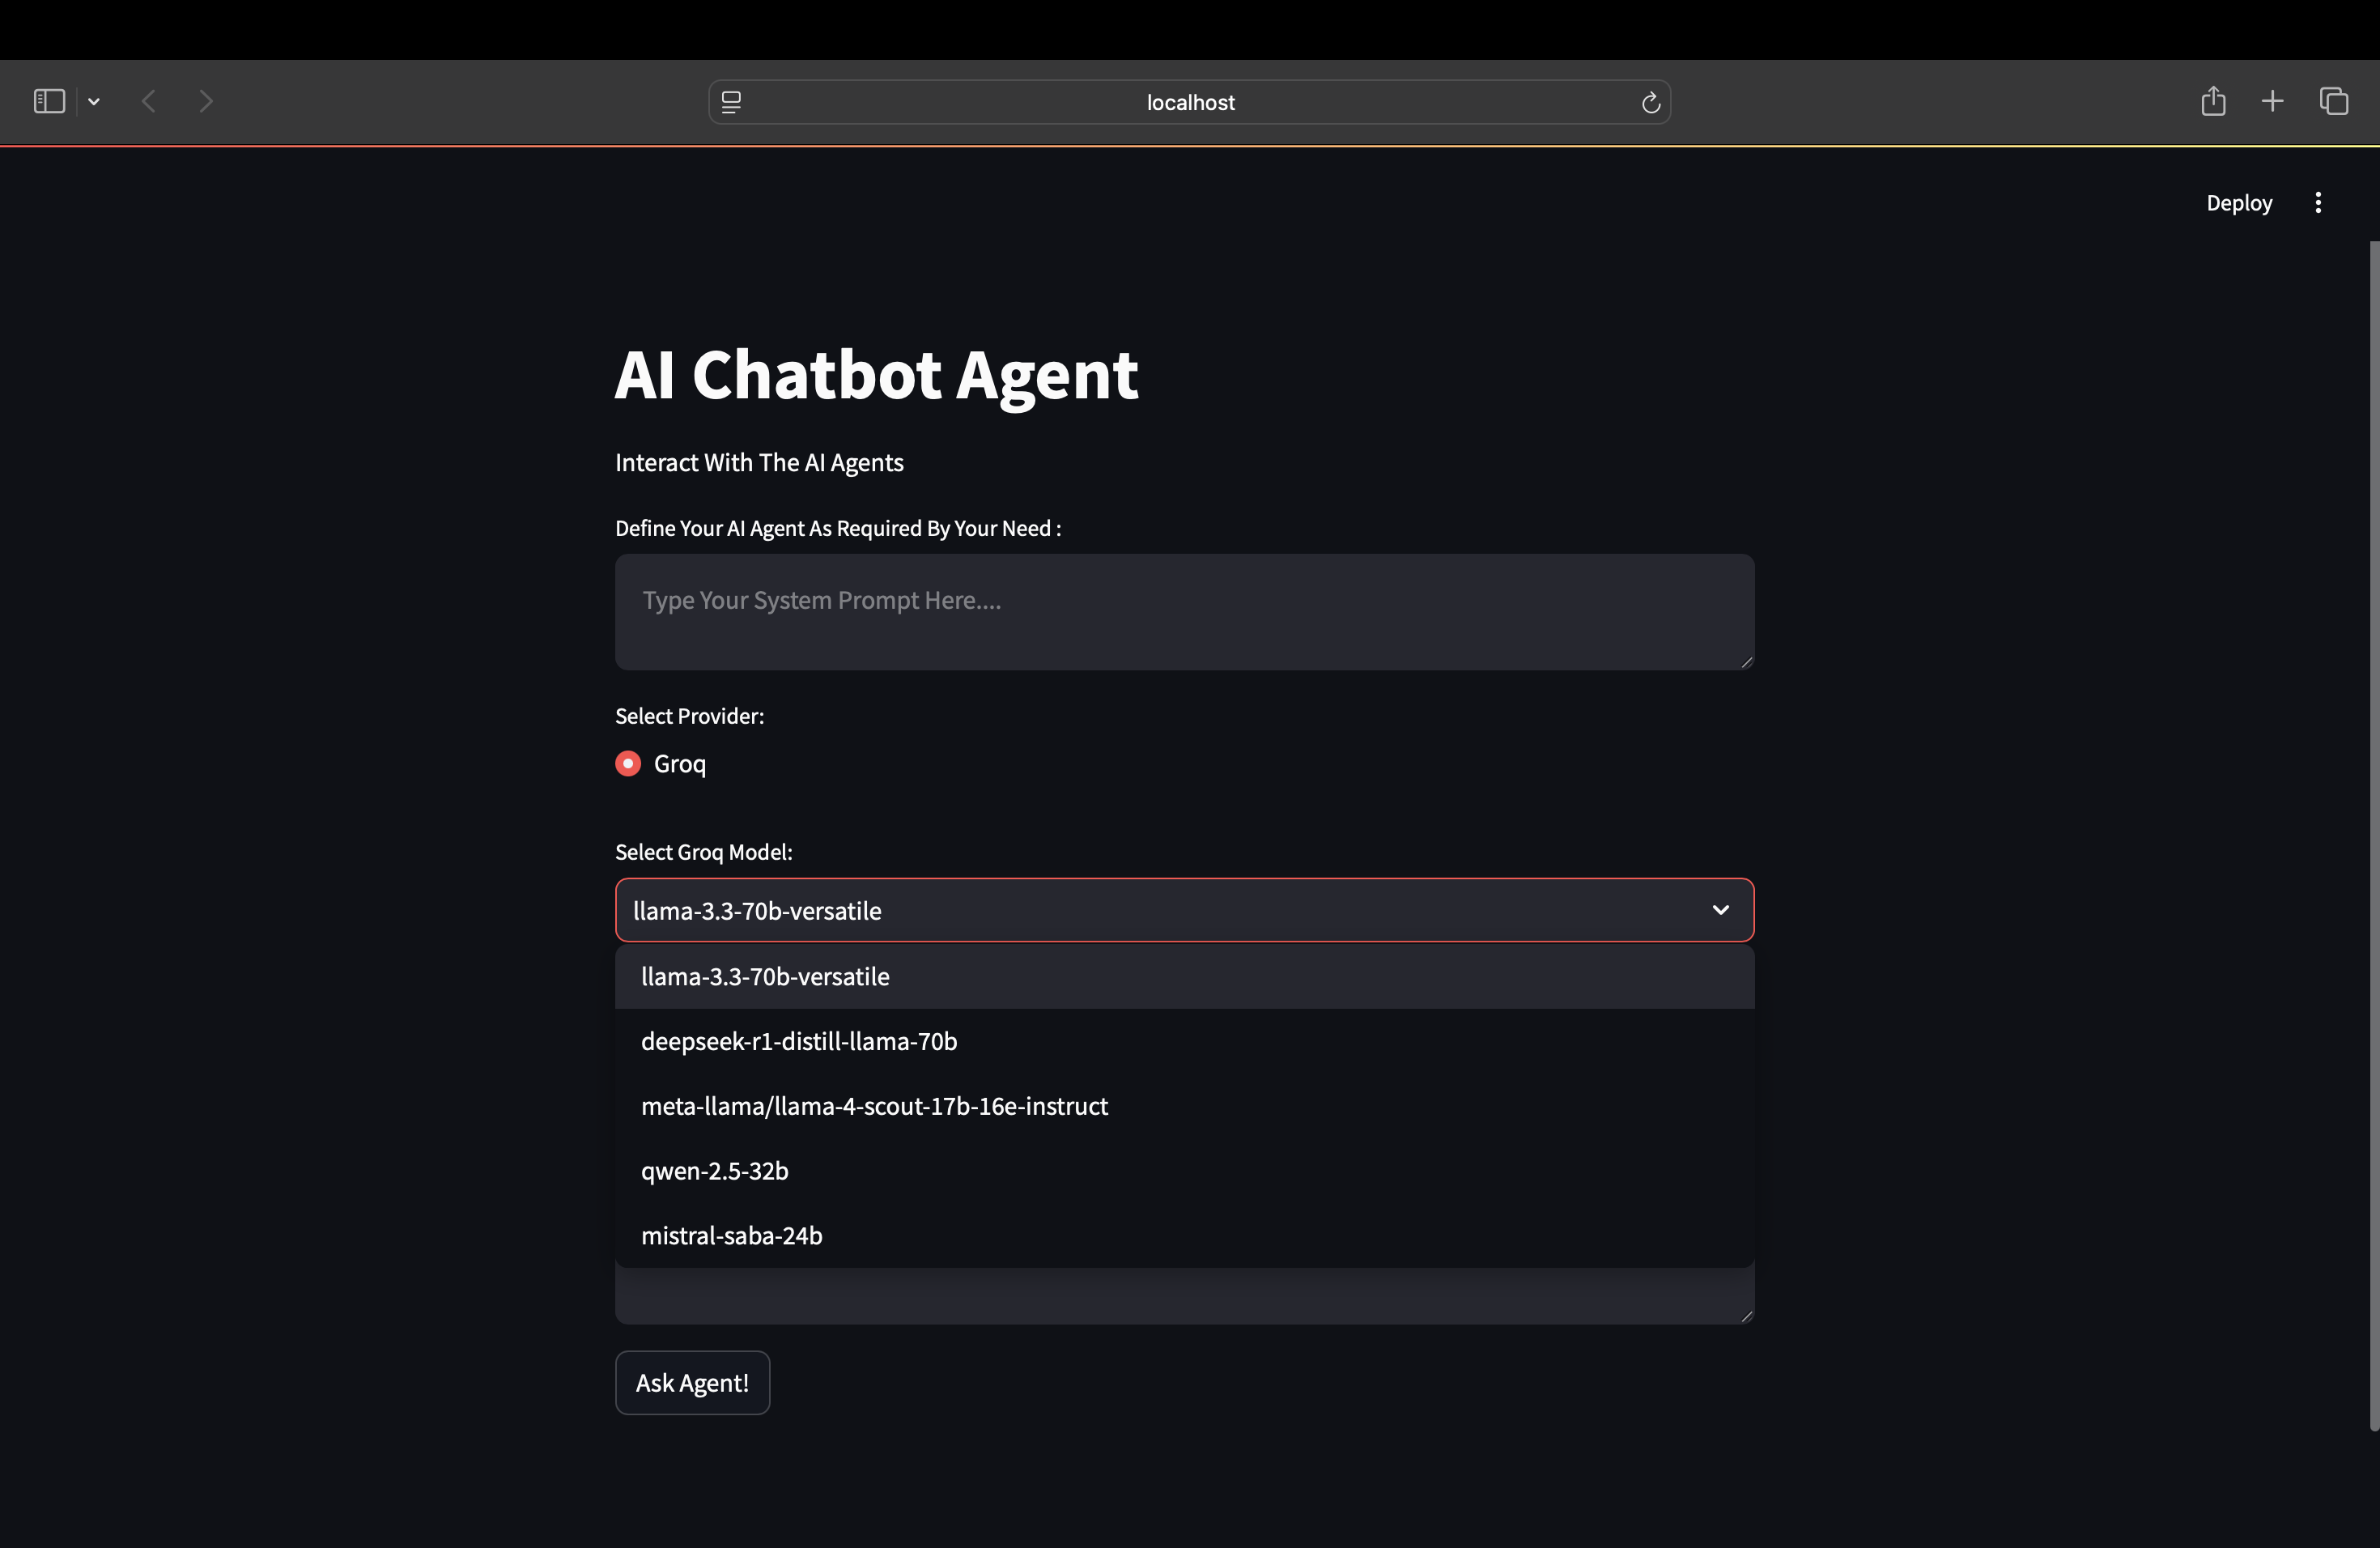 localhost
Deploy
AI Chatbot Agent
Interact With The AI Agents
Define Your AI Agent As Required By Your Need :
Type Your System Prompt Here....
Select Provider:
Groq
Select Groq Model:
llama-3.3-70b-versatile
llama-3.3-70b-versatile
deepseek-r1-distill-llama-70b
meta-llama/llama-4-scout-17b-16e-instruct
qwen-2.5-32b
mistral-saba-24b
Ask Agent!